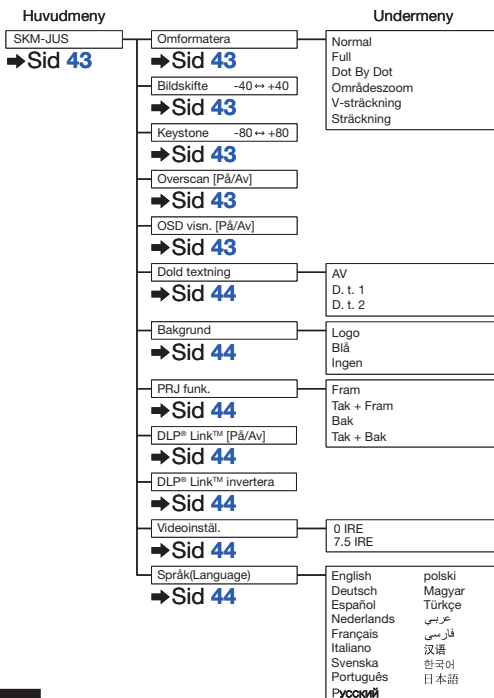 Huvudmeny
Undermeny
SKM-JUS
➡Sid 43
Omformatera
➡Sid 43
Normal
Full
Dot By Dot
Områdeszoom
V-sträckning
Sträckning
Bildskifte -40 ↔ +40
➡Sid 43
Keystone -80 ↔ +80
➡Sid 43
Overscan [På/Av]
➡Sid 43
OSD visn. [På/Av]
➡Sid 43
Dold textning
➡Sid 44
AV
D. t. 1
D. t. 2
Bakgrund
➡Sid 44
Logo
Blå
Ingen
PRJ funk.
➡Sid 44
Fram
Tak + Fram
Bak
Tak + Bak
DLP® Link™ [På/Av]
➡Sid 44
DLP® Link™ invertera
➡Sid 44
Videoinstäl.
➡Sid 44
0 IRE
7.5 IRE
Språk(Language)
➡Sid 44
English
Deutsch
Español
Nederlands
Français
Italiano
Svenska
Português
Русский
polski
Magyar
Türkçe
عربي
فارسی
汉语
한국어
日本語